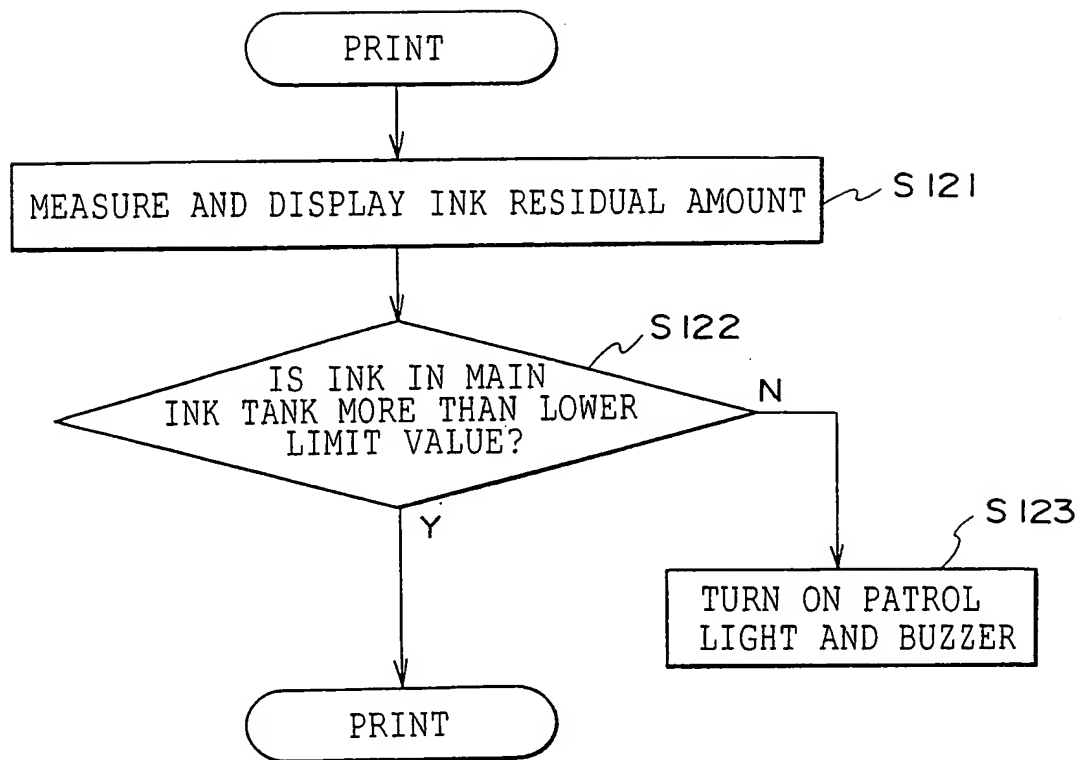 PRINT
MEASURE AND DISPLAY INK RESIDUAL AMOUNT
S121
S122
IS INK IN MAIN
INK TANK MORE THAN LOWER
LIMIT VALUE?
N
Y
S123
TURN ON PATROL
LIGHT AND BUZZER
PRINT